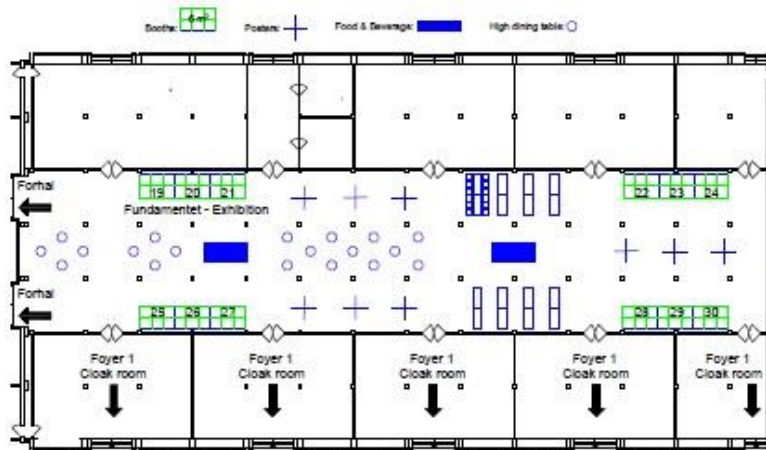 Booths: 6 m²
Posters:
Food & Beverage:
High dining table:
Forhal
19 20 21
22 23 24
Fundamentet - Exhibition
Forhal
25 26 27
28 29 30
Foyer 1
Cloak room
Foyer 1
Cloak room
Foyer 1
Cloak room
Foyer 1
Cloak room
Foyer 1
Cloak room